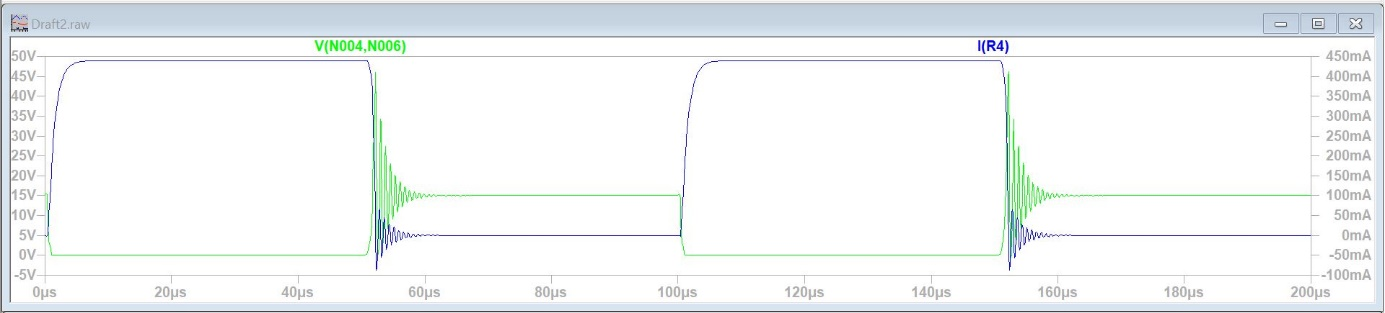 Draft2.raw
V(N004,N006) I(R4)
50V 450mA
45V 400mA
40V 350mA
35V 300mA
30V 250mA
25V 200mA
20V 150mA
15V 100mA
10V 50mA
5V 0mA
0V -50mA
-5V -100mA
0µs 20µs 40µs 60µs 80µs 100µs 120µs 140µs 160µs 180µs 200µs